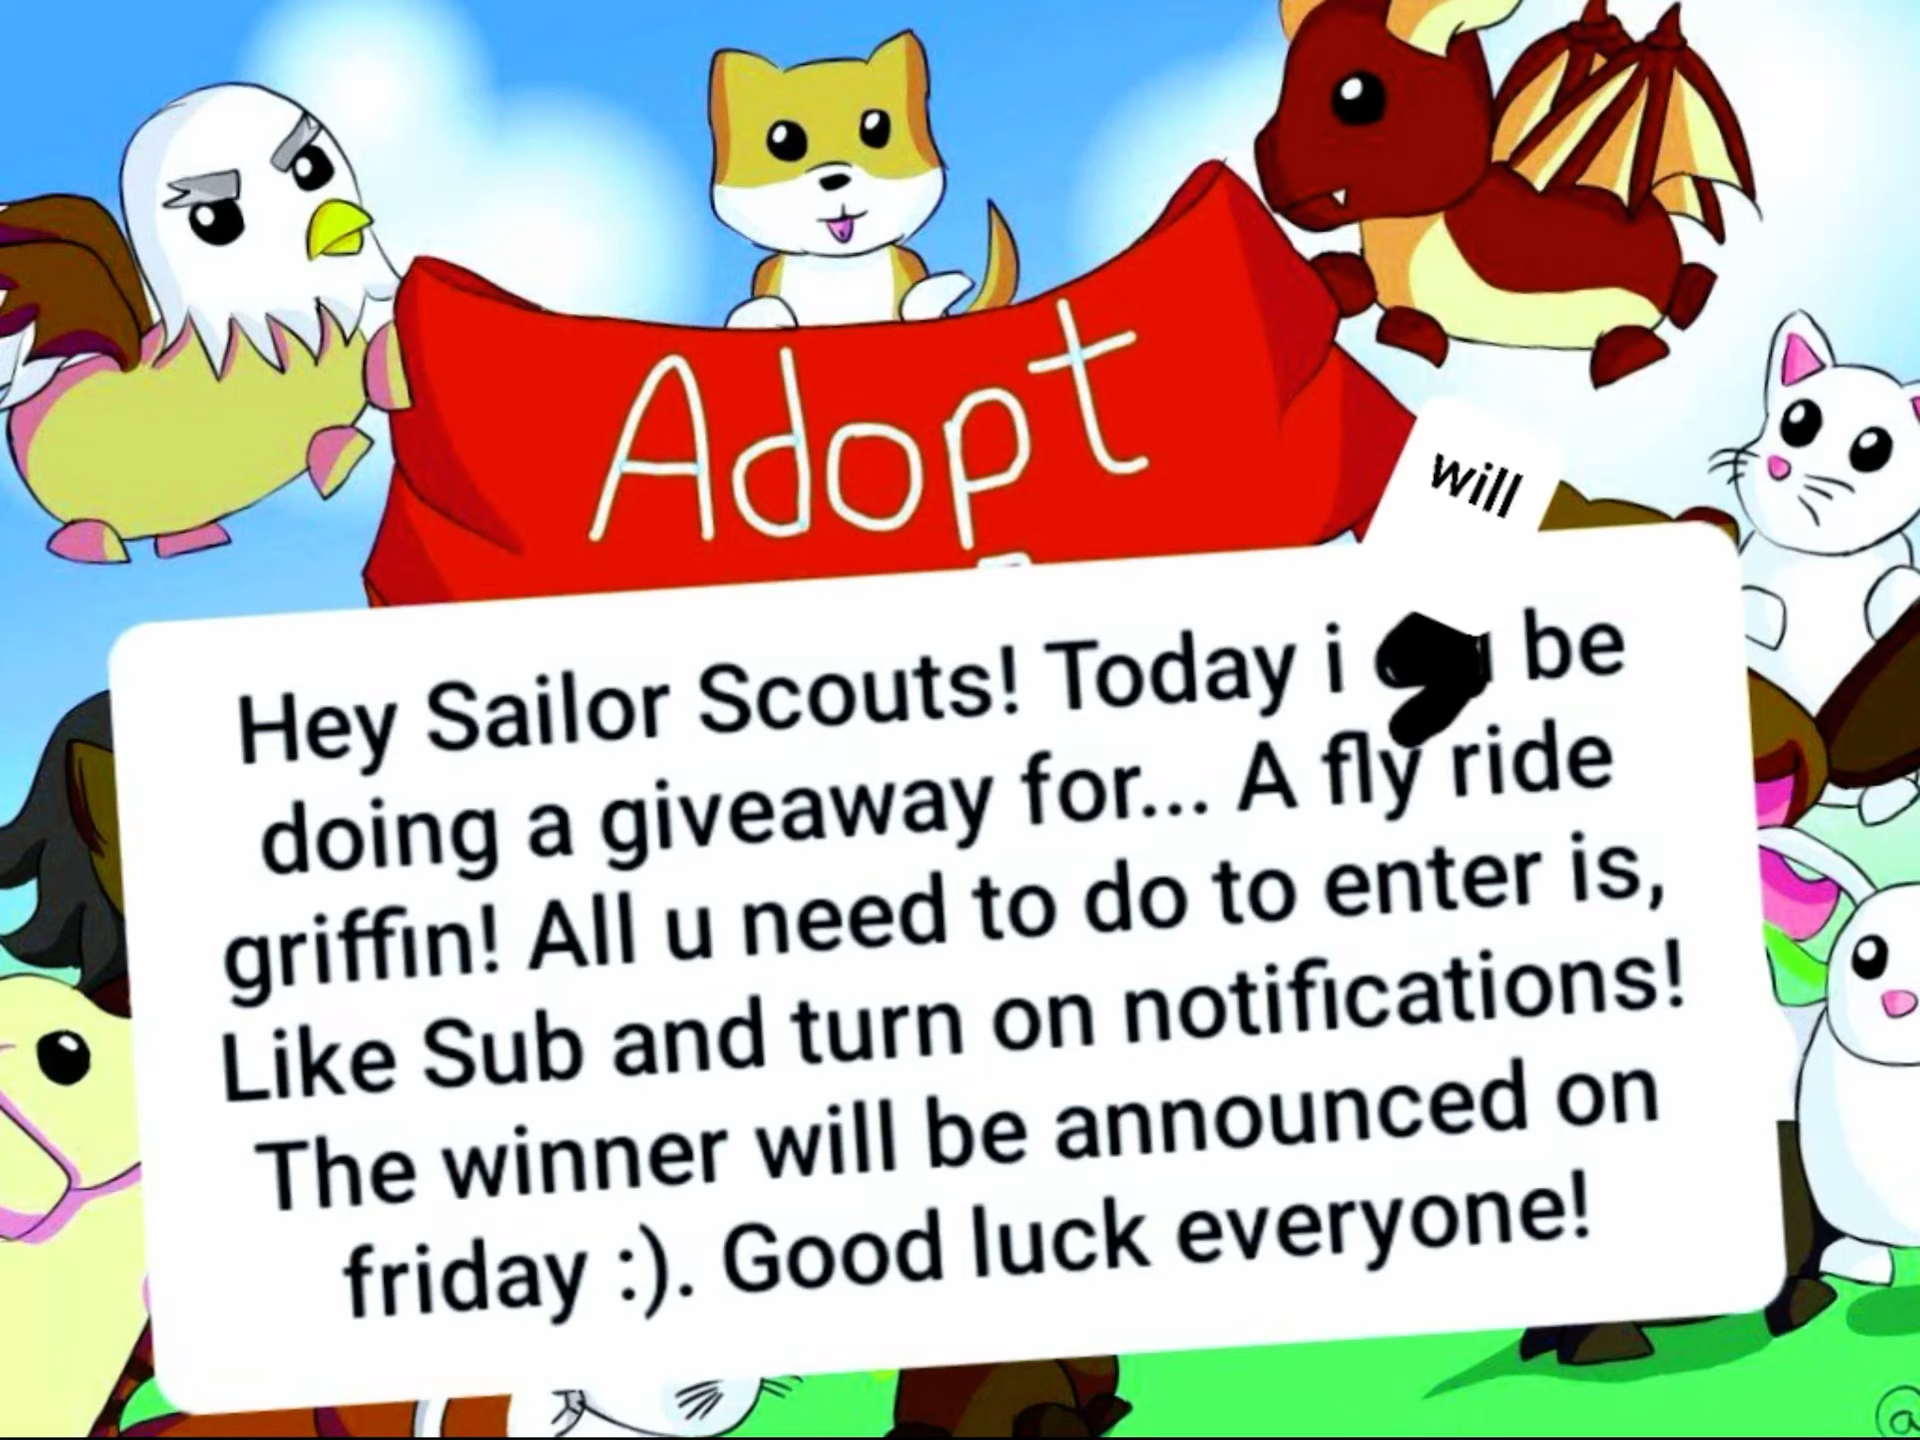 Adopt
will
Hey Sailor Scouts! Today i be
doing a giveaway for... A fly ride
griffin! All u need to do to enter is,
Like Sub and turn on notifications!
The winner will be announced on
friday :). Good luck everyone!
@